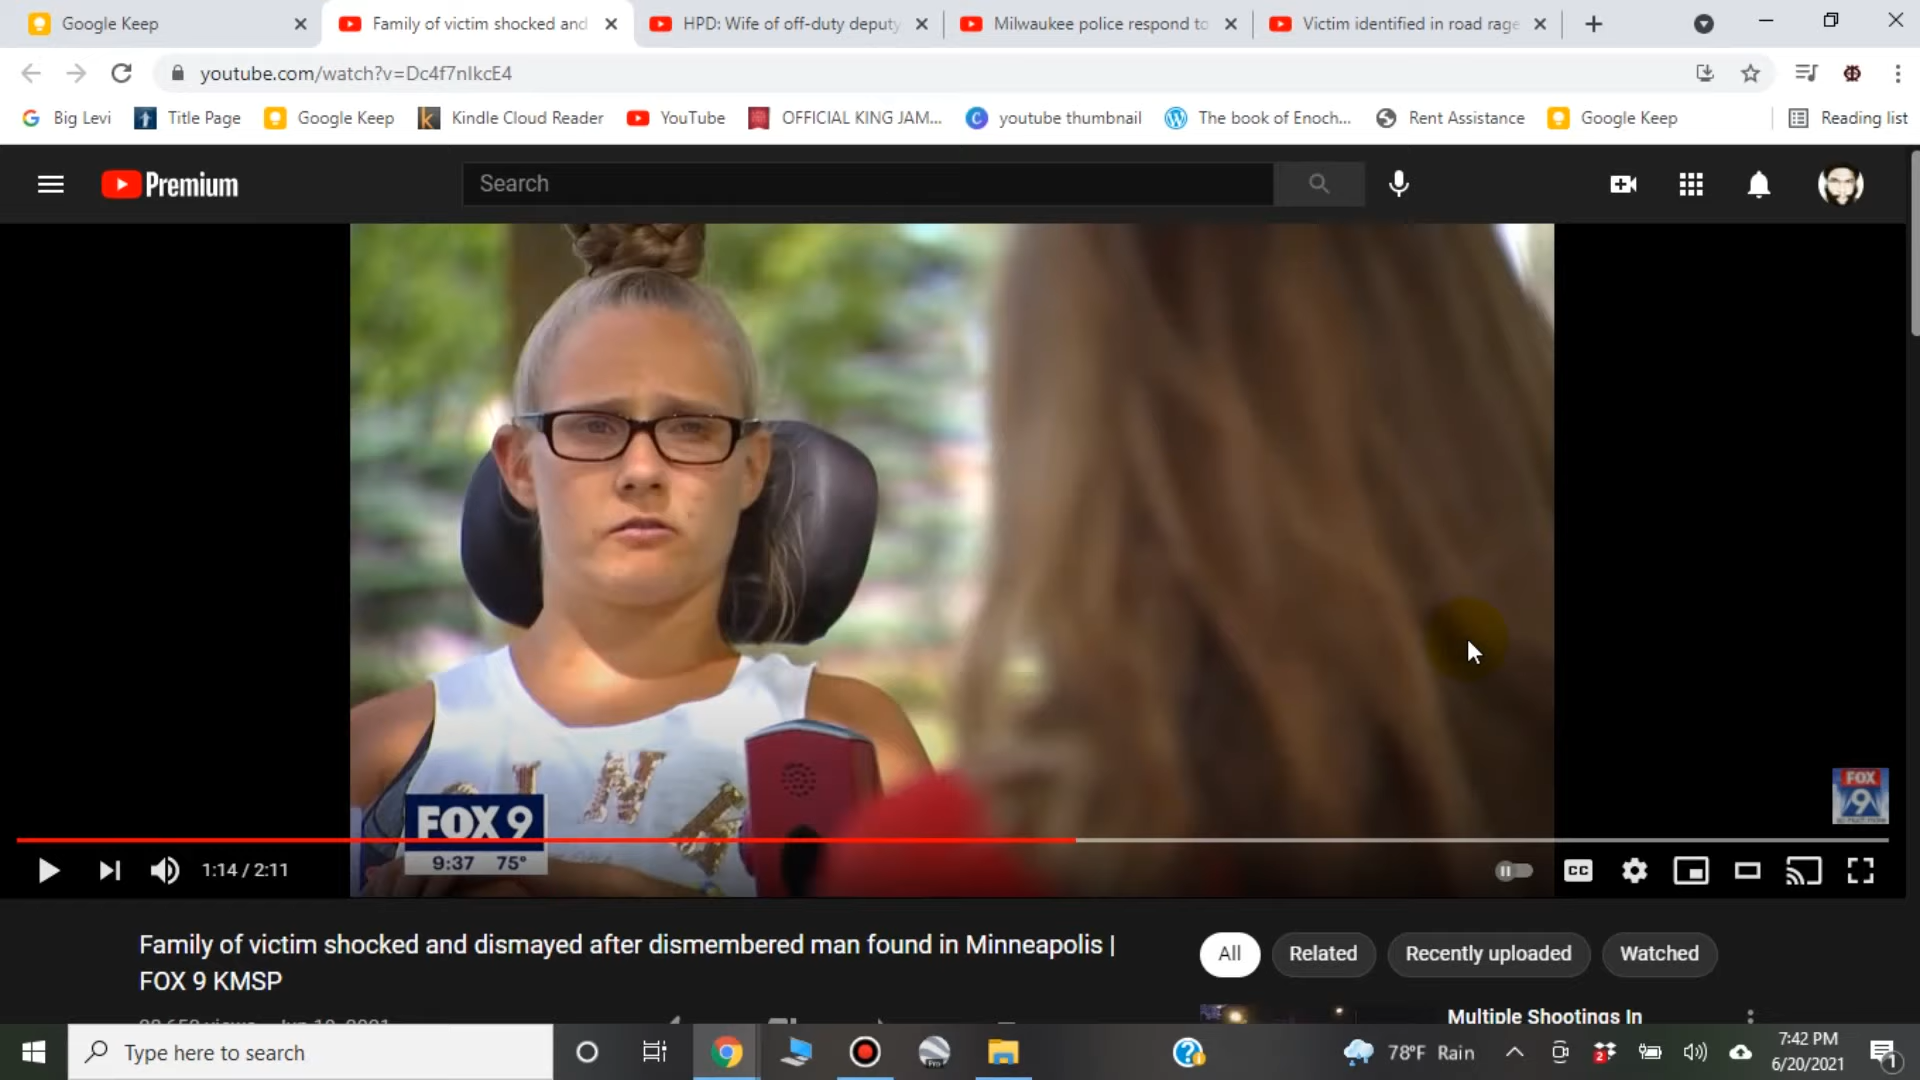 Google Keep
Family of victim shocked and
HPD: Wife of off-duty deputy
Milwaukee police respond to
Victim identified in road rage
youtube.com/watch?v=Dc4f7nIkcE4
Big Levi
Title Page
Google Keep
Kindle Cloud Reader
YouTube
OFFICIAL KING JAM...
youtube thumbnail
The book of Enoch...
Rent Assistance
Google Keep
Reading list
Premium
Search
FOX 9
9:37 75°
FOX
9
1:14 / 2:11
CC
Family of victim shocked and dismayed after dismembered man found in Minneapolis |
FOX 9 KMSP
All
Related
Recently uploaded
Watched
Multiple Shootings In
Type here to search
78°F Rain
7:42 PM
6/20/2021